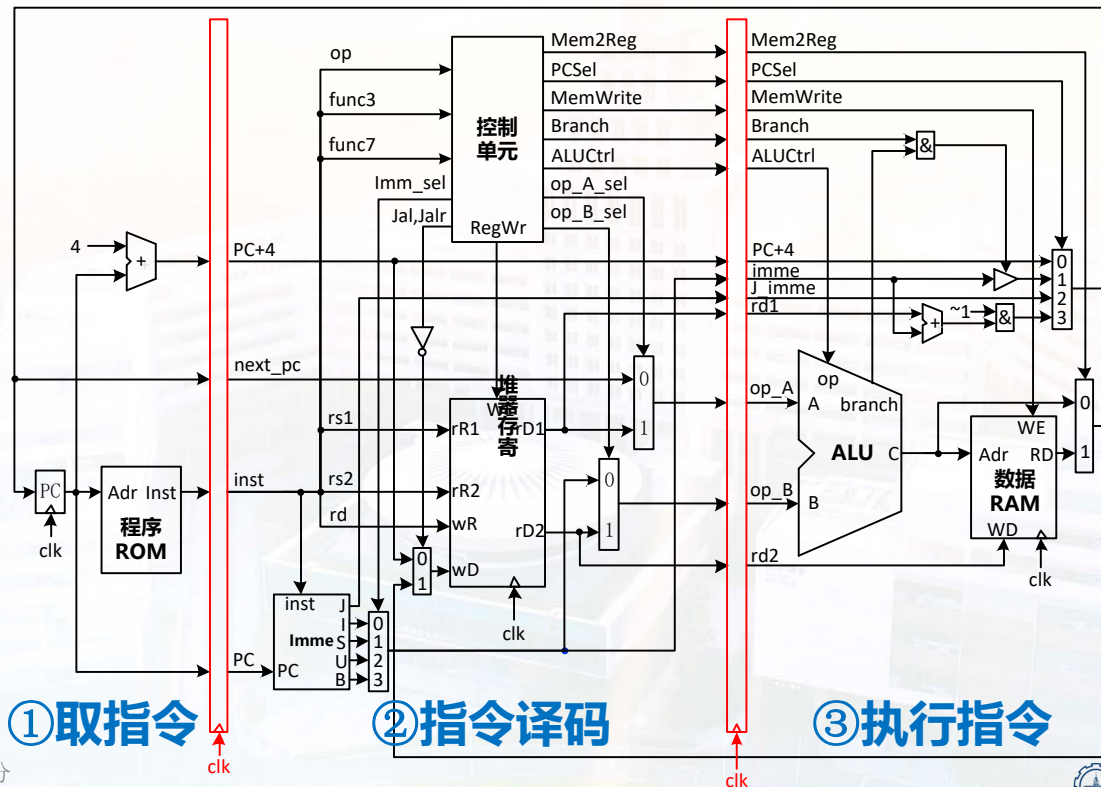 op
func3
func7
Imm_sel
Jal,Jalr
控制
单元
RegWr
Mem2Reg
PCSel
MemWrite
Branch
ALUCtrl
op_A_sel
op_B_sel
Mem2Reg
PCSel
MemWrite
Branch
ALUCtrl
&
4
+
PC+4
PC+4
imme
J_imme
rd1
+
~1
&
0
1
2
3
next_pc
堆
器
存
寄
rs1
rR1
rD1
0
1
op_A
op
A
branch
ALU
C
B
0
1
WE
Adr
RD
数据
RAM
WD
clk
PC
clk
Adr
Inst
程序
ROM
inst
rs2
rR2
rd
wR
rD2
0
1
op_B
0
1
wD
clk
rd2
inst
Imme
PC
J
I
S
U
B
0
1
2
3
PC
①取指令
②指令译码
③执行指令
clk
clk
分